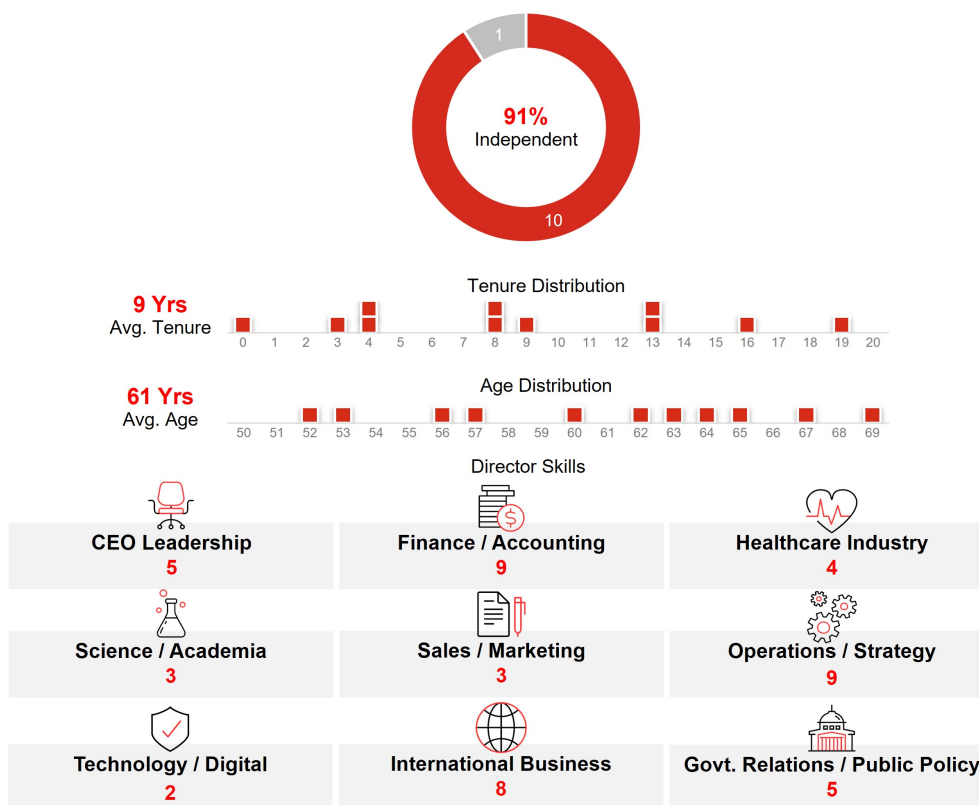 1
91%
Independent
10
Tenure Distribution
9 Yrs
Avg. Tenure
0 1 2 3 4 5 6 7 8 9 10 11 12 13 14 15 16 17 18 19 20
Age Distribution
61 Yrs
Avg. Age
50 51 52 53 54 55 56 57 58 59 60 61 62 63 64 65 66 67 68 69
Director Skills
$
CEO Leadership
5
Finance / Accounting
9
Healthcare Industry
4
Science / Academia
3
Sales / Marketing
3
Operations / Strategy
9
Technology / Digital
2
International Business
8
Govt. Relations / Public Policy
5